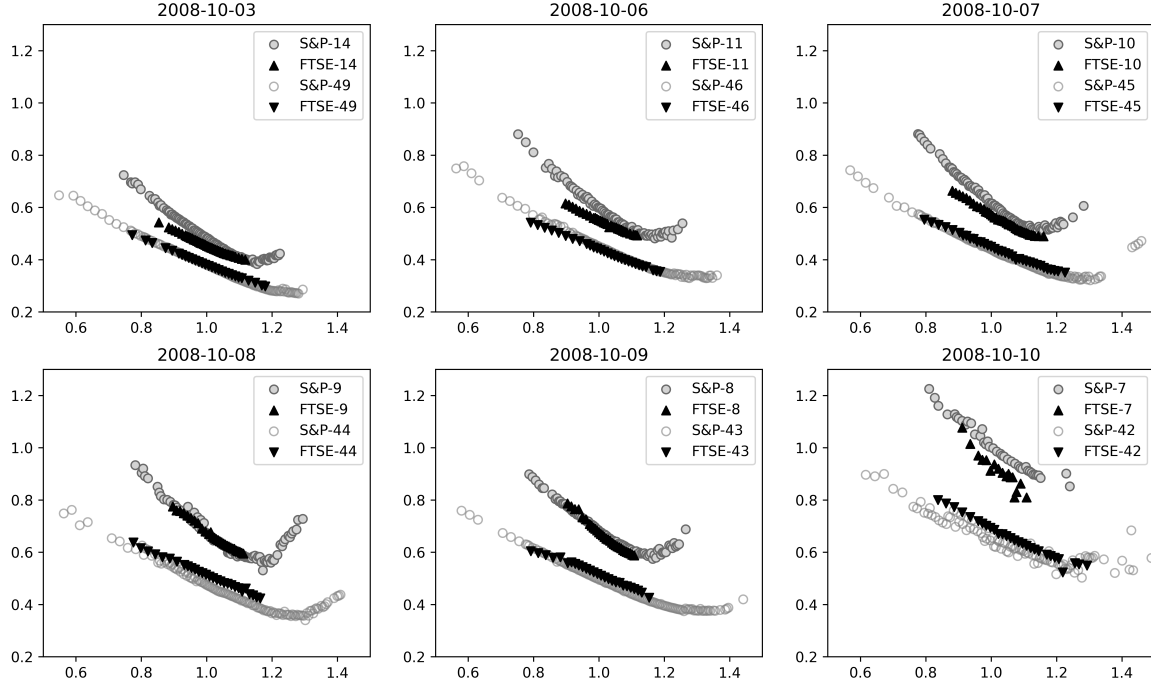 2008-10-03
1.2
1.0
0.8
0.6
0.4
0.2
0.6 0.8 1.0 1.2 1.4
S&P-14
FTSE-14
S&P-49
FTSE-49
2008-10-06
1.2
1.0
0.8
0.6
0.4
0.2
0.6 0.8 1.0 1.2 1.4
S&P-11
FTSE-11
S&P-46
FTSE-46
2008-10-07
1.2
1.0
0.8
0.6
0.4
0.2
0.6 0.8 1.0 1.2 1.4
S&P-10
FTSE-10
S&P-45
FTSE-45
2008-10-08
1.2
1.0
0.8
0.6
0.4
0.2
0.6 0.8 1.0 1.2 1.4
S&P-9
FTSE-9
S&P-44
FTSE-44
2008-10-09
1.2
1.0
0.8
0.6
0.4
0.2
0.6 0.8 1.0 1.2 1.4
S&P-8
FTSE-8
S&P-43
FTSE-43
2008-10-10
1.2
1.0
0.8
0.6
0.4
0.2
0.6 0.8 1.0 1.2 1.4
S&P-7
FTSE-7
S&P-42
FTSE-42